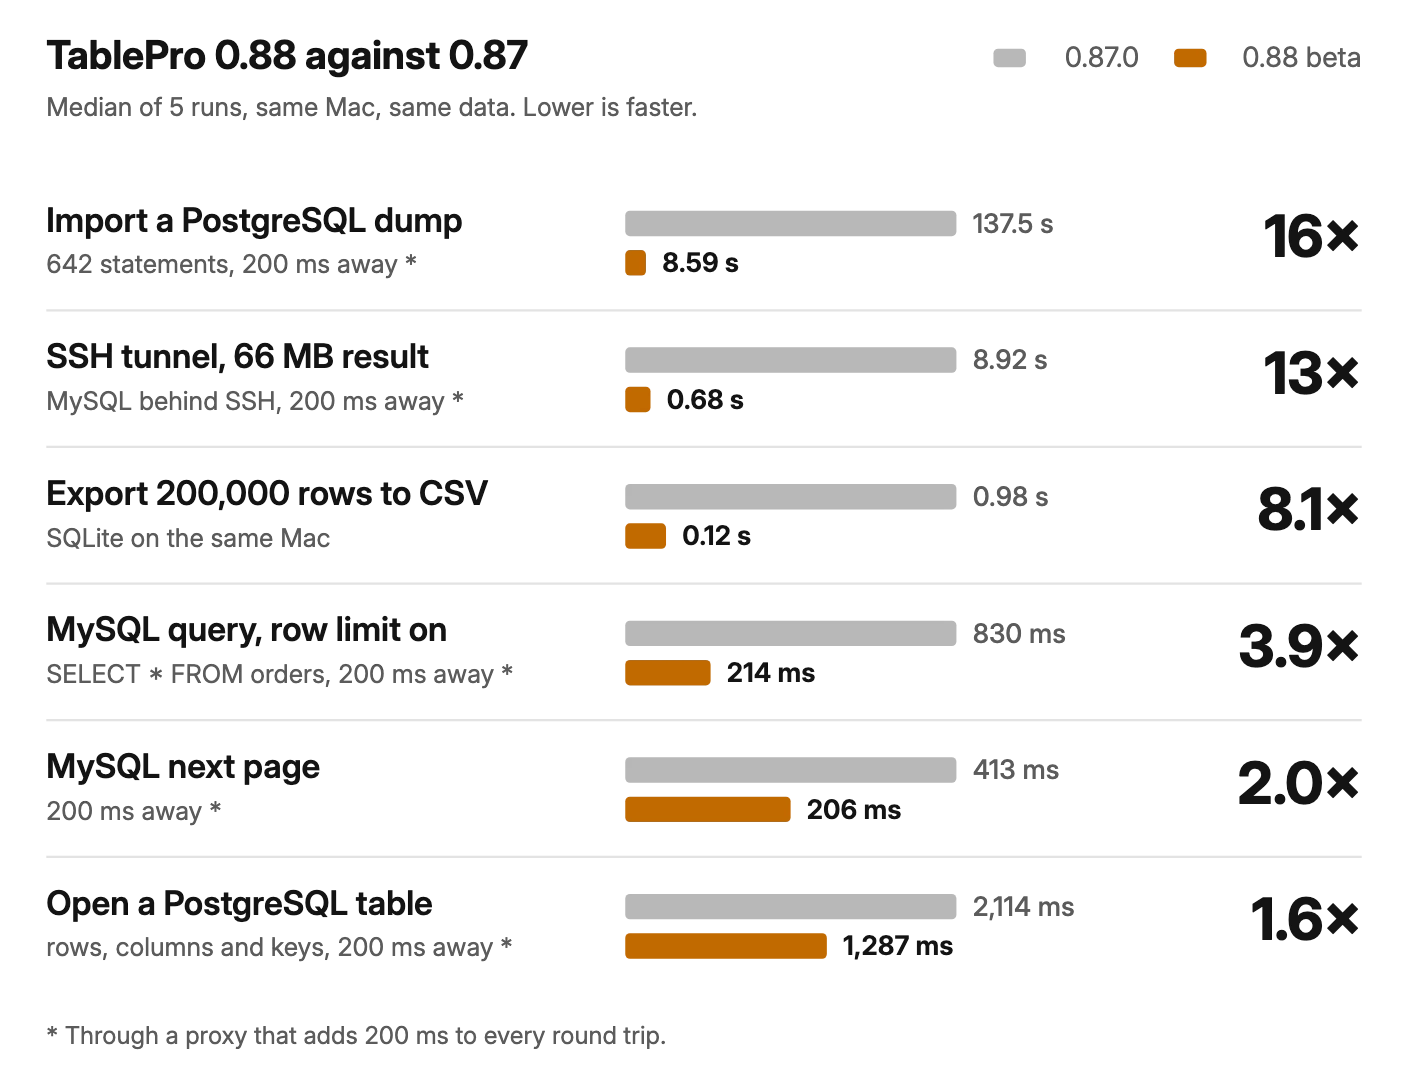 TablePro 0.88 against 0.87
0.87.0
0.88 beta
Median of 5 runs, same Mac, same data. Lower is faster.
Import a PostgreSQL dump
642 statements, 200 ms away *
137.5 s
8.59 s
16×
SSH tunnel, 66 MB result
MySQL behind SSH, 200 ms away *
8.92 s
0.68 s
13×
Export 200,000 rows to CSV
SQLite on the same Mac
0.98 s
0.12 s
8.1×
MySQL query, row limit on
SELECT * FROM orders, 200 ms away *
830 ms
214 ms
3.9×
MySQL next page
200 ms away *
413 ms
206 ms
2.0×
Open a PostgreSQL table
rows, columns and keys, 200 ms away *
2,114 ms
1,287 ms
1.6×
* Through a proxy that adds 200 ms to every round trip.